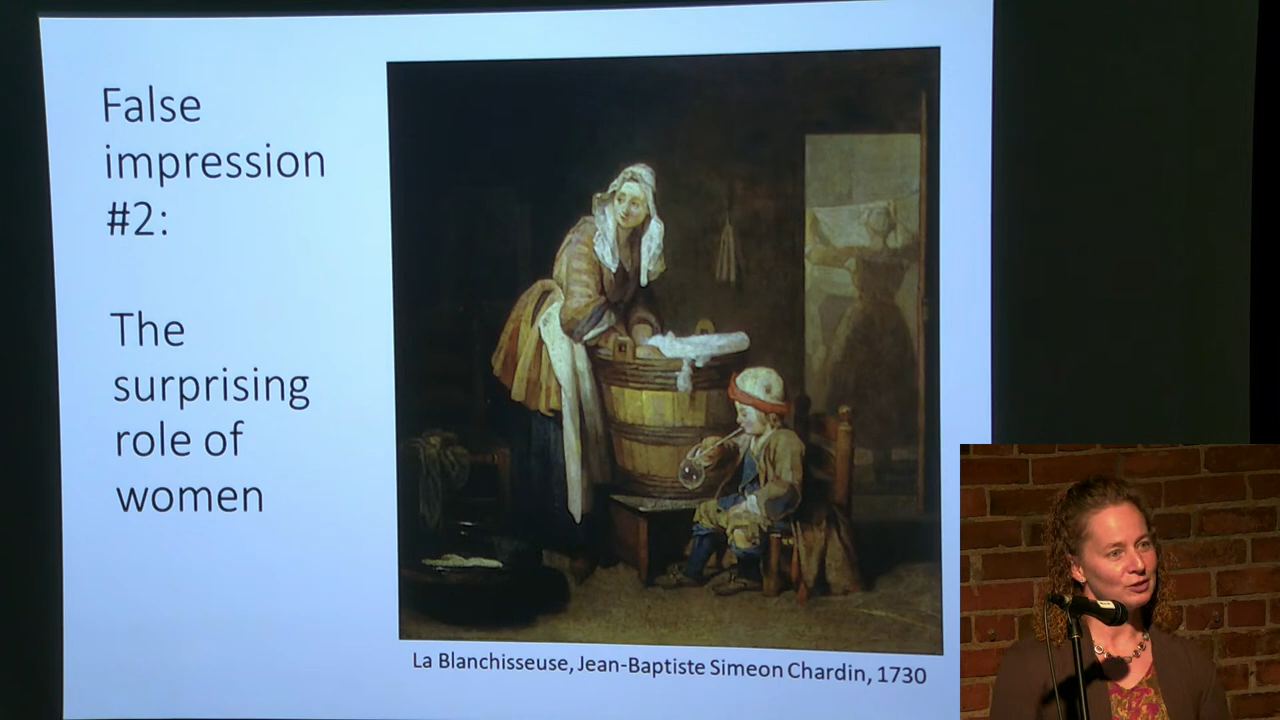 False
impression
#2:
The
surprising
role of
women
La Blanchisseuse, Jean-Baptiste Simeon Chardin, 1730